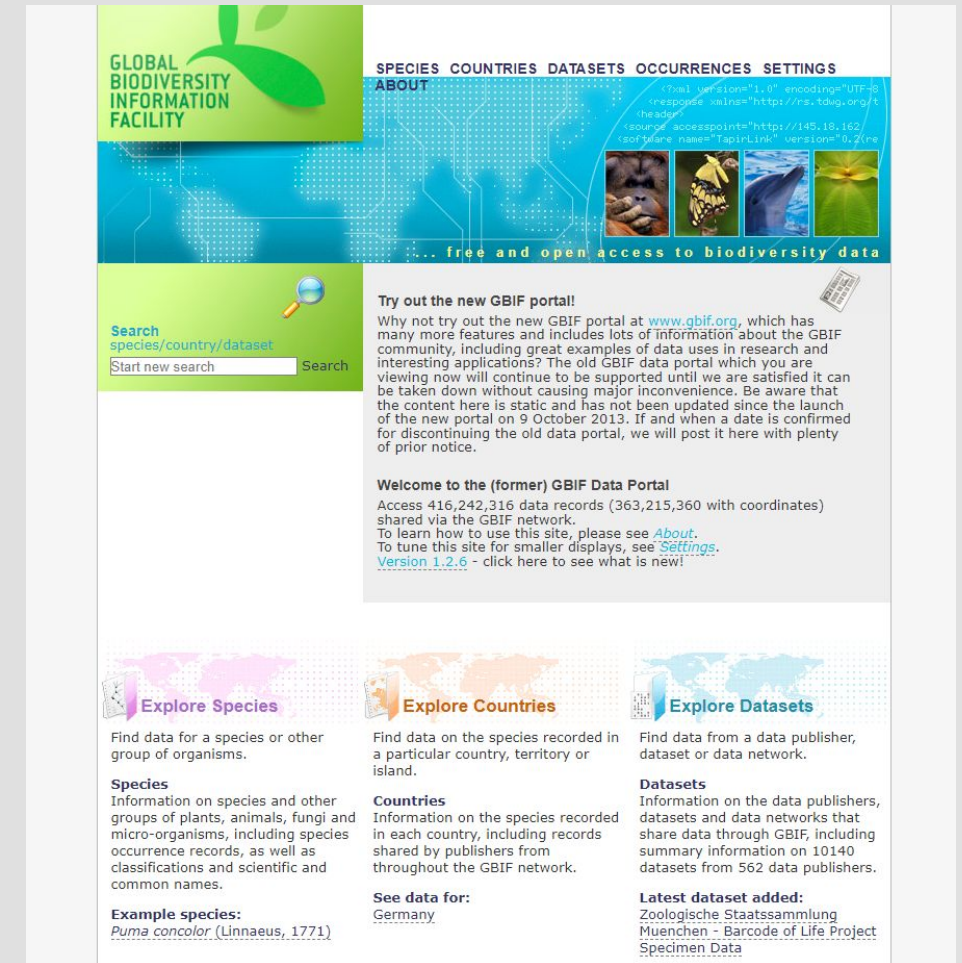 GLOBAL
BIODIVERSITY
INFORMATION
FACILITY
SPECIES COUNTRIES DATASETS OCCURRENCES SETTINGS
ABOUT
<?xml version="1.0" encoding="UTF-8
<response xmlns="http://rs.tdwg.org/t
<header>
<source accesspoint="http://145.18.162
<software name="TapirLink" version="0.2(re
... free and open access to biodiversity data
Search
species/country/dataset
Start new search Search
Try out the new GBIF portal!
Why not try out the new GBIF portal at www.gbif.org, which has
many more features and includes lots of information about the GBIF
community, including great examples of data uses in research and
interesting applications? The old GBIF data portal which you are
viewing now will continue to be supported until we are satisfied it can
be taken down without causing major inconvenience. Be aware that
the content here is static and has not been updated since the launch
of the new portal on 9 October 2013. If and when a date is confirmed
for discontinuing the old data portal, we will post it here with plenty
of prior notice.
Welcome to the (former) GBIF Data Portal
Access 416,242,316 data records (363,215,360 with coordinates)
shared via the GBIF network.
To learn how to use this site, please see About.
To tune this site for smaller displays, see Settings.
Version 1.2.6 - click here to see what is new!
Explore Species
Find data for a species or other
group of organisms.
Species
Information on species and other
groups of plants, animals, fungi and
micro-organisms, including species
occurrence records, as well as
classifications and scientific and
common names.
Example species:
Puma concolor (Linnaeus, 1771)
Explore Countries
Find data on the species recorded in
a particular country, territory or
island.
Countries
Information on the species recorded
in each country, including records
shared by publishers from
throughout the GBIF network.
See data for:
Germany
Explore Datasets
Find data from a data publisher,
dataset or data network.
Datasets
Information on the data publishers,
datasets and data networks that
share data through GBIF, including
summary information on 10140
datasets from 562 data publishers.
Latest dataset added:
Zoologische Staatssammlung
Muenchen - Barcode of Life Project
Specimen Data